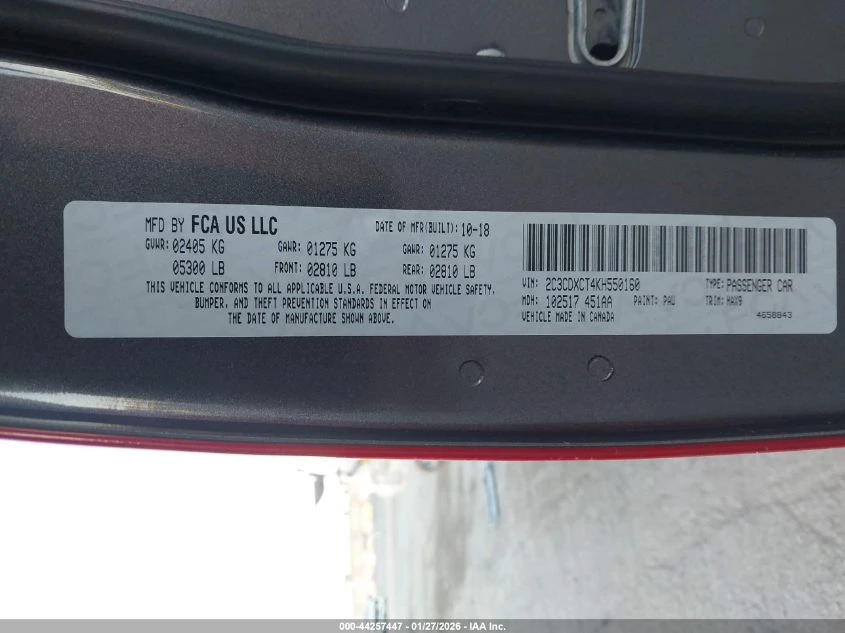 MFD BY FCA US LLC
DATE OF MFR(BUILT): 10-18
GVWR: 02405 KG
GAWR: 01275 KG
GAWR: 01275 KG
05300 LB
FRONT: 02810 LB
REAR: 02810 LB
THIS VEHICLE CONFORMS TO ALL APPLICABLE U.S.A. FEDERAL MOTOR VEHICLE SAFETY,
BUMPER, AND THEFT PREVENTION STANDARDS IN EFFECT ON
THE DATE OF MANUFACTURE SHOWN ABOVE.
VIN: 2C3CDXCT4KH550160
TYPE: PASSENGER CAR
MDH: 102517 451AA
PAINT: PAU
TRIM: HAX9
VEHICLE MADE IN CANADA
4658843
000-44257447 - 01/27/2026 - IAA Inc.